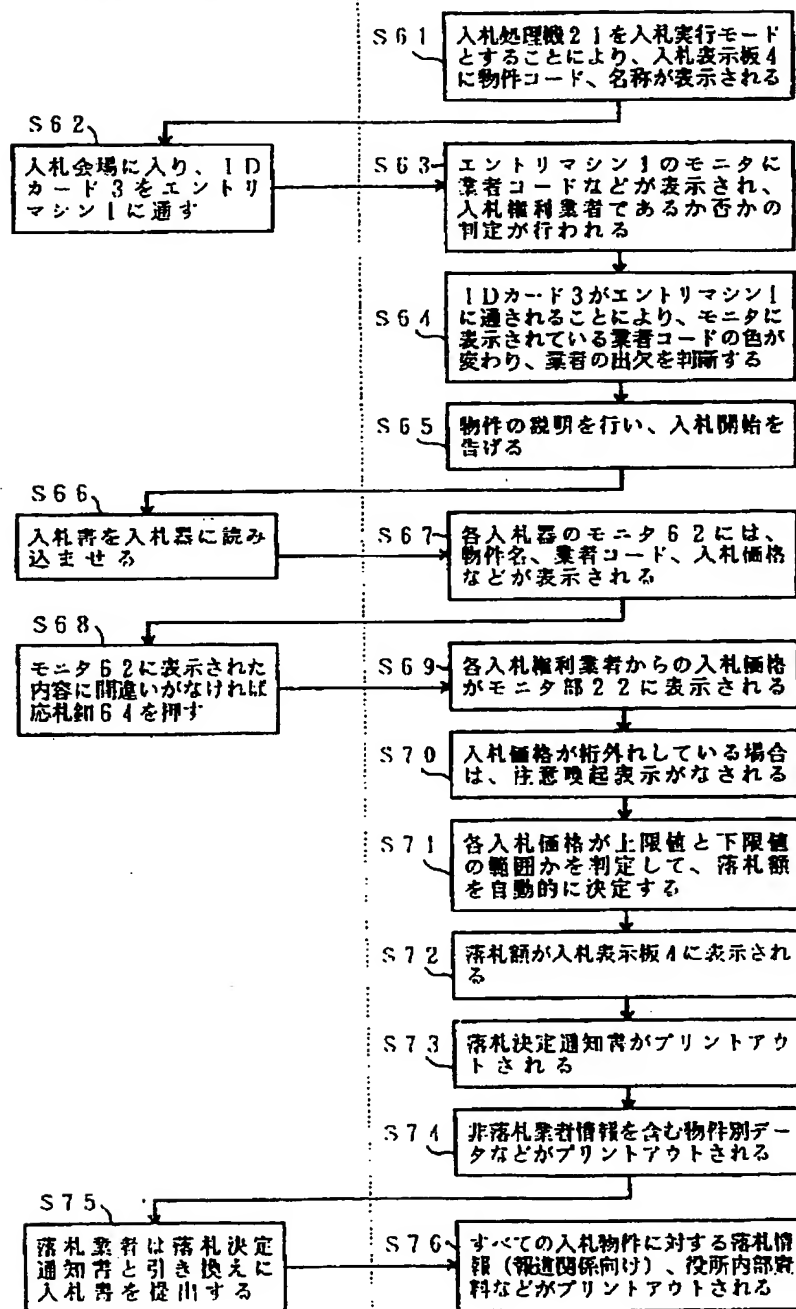 S61
入札処理機21を入札実行モード
とすることにより、入札表示板4
に物件コード、名称が表示される
S62
入札会場に入り、ID
カード3をエントリ
マシン1に通す
S63
エントリマシン1のモニタに
業者コードなどが表示され、
入札権利業者であるか否かの
判定が行われる
S64
IDカード3がエントリマシン1
に通されることにより、モニタに
表示されている業者コードの色が
変わり、業者の出欠を判断する
S65
物件の説明を行い、入札開始を
告げる
S66
入札書を入札器に読み
込ませる
S67
各入札器のモニタ62には、
物件名、業者コード、入札価格
などが表示される
S68
モニタ62に表示された
内容に間違いがなければ
応札釦64を押す
S69
各入札権利業者からの入札価格
がモニタ部22に表示される
S70
入札価格が桁外れしている場合
は、注意喚起表示がなされる
S71
各入札価格が上限値と下限値
の範囲かを判定して、落札額
を自動的に決定する
S72
落札額が入札表示板4に表示され
る
S73
落札決定通知書がプリントアウ
トされる
S74
非落札業者情報を含む物件別デー
タなどがプリントアウトされる
S75
落札業者は落札決定
通知書と引き換えに
入札書を提出する
S76
すべての入札物件に対する落札情
報(報道関係向け)、役所内部資
料などがプリントアウトされる